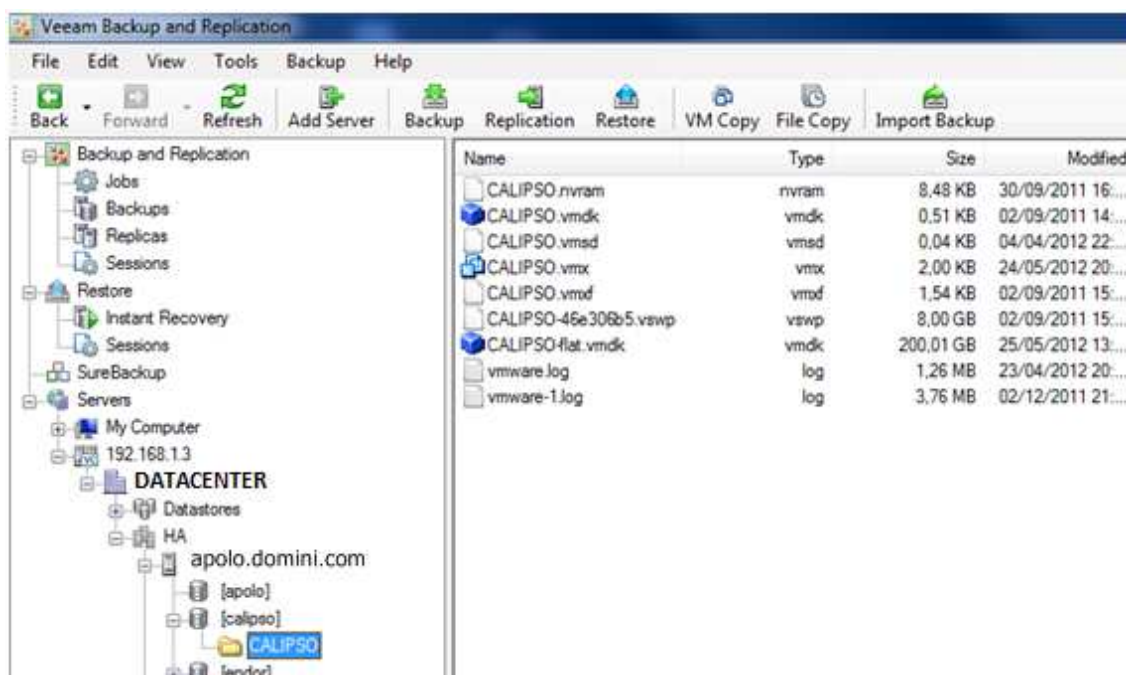 Veeam Backup and Replication
File Edit View Tools Backup Help
Back Forward Refresh Add Server Backup Replication Restore VM Copy File Copy Import Backup
Backup and Replication
Jobs
Backups
Replicas
Sessions
Restore
Instant Recovery
Sessions
SureBackup
Servers
My Computer
192.168.1.3
DATACENTER
Datastores
HA
apolo.domini.com
[apolo]
[calipso]
CALIPSO
[endor]
Name Type Size Modified
CALIPSO.nvram nvram 8,48 KB 30/09/2011 16:...
CALIPSO.vmdk vmdk 0,51 KB 02/09/2011 14:...
CALIPSO.vmsd vmsd 0,04 KB 04/04/2012 22:...
CALIPSO.vmx vmx 2,00 KB 24/05/2012 20:...
CALIPSO.vmxf vmxf 1,54 KB 02/09/2011 15:...
CALIPSO-46e306b5.vswp vswp 8,00 GB 02/09/2011 15:...
CALIPSO-flat.vmdk vmdk 200,01 GB 25/05/2012 13:...
vmware.log log 1,26 MB 23/04/2012 20:...
vmware-1.log log 3,76 MB 02/12/2011 21:...